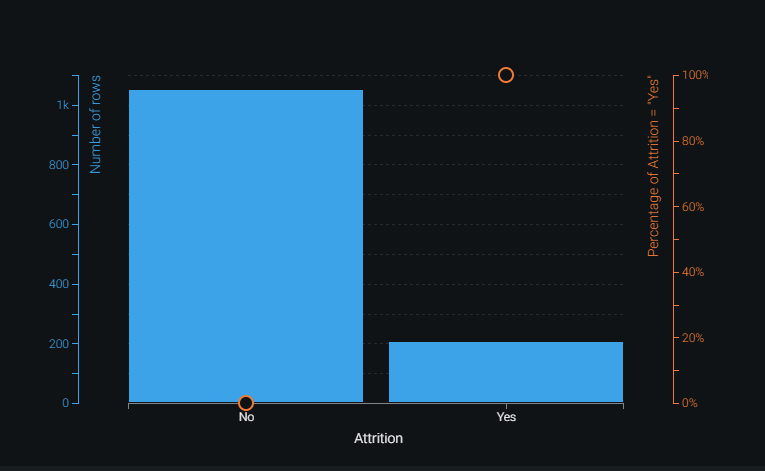 Number of rows
1k
800
600
400
200
0
Percentage of Attrition = "Yes"
100%
80%
60%
40%
20%
0%
No
Yes
Attrition